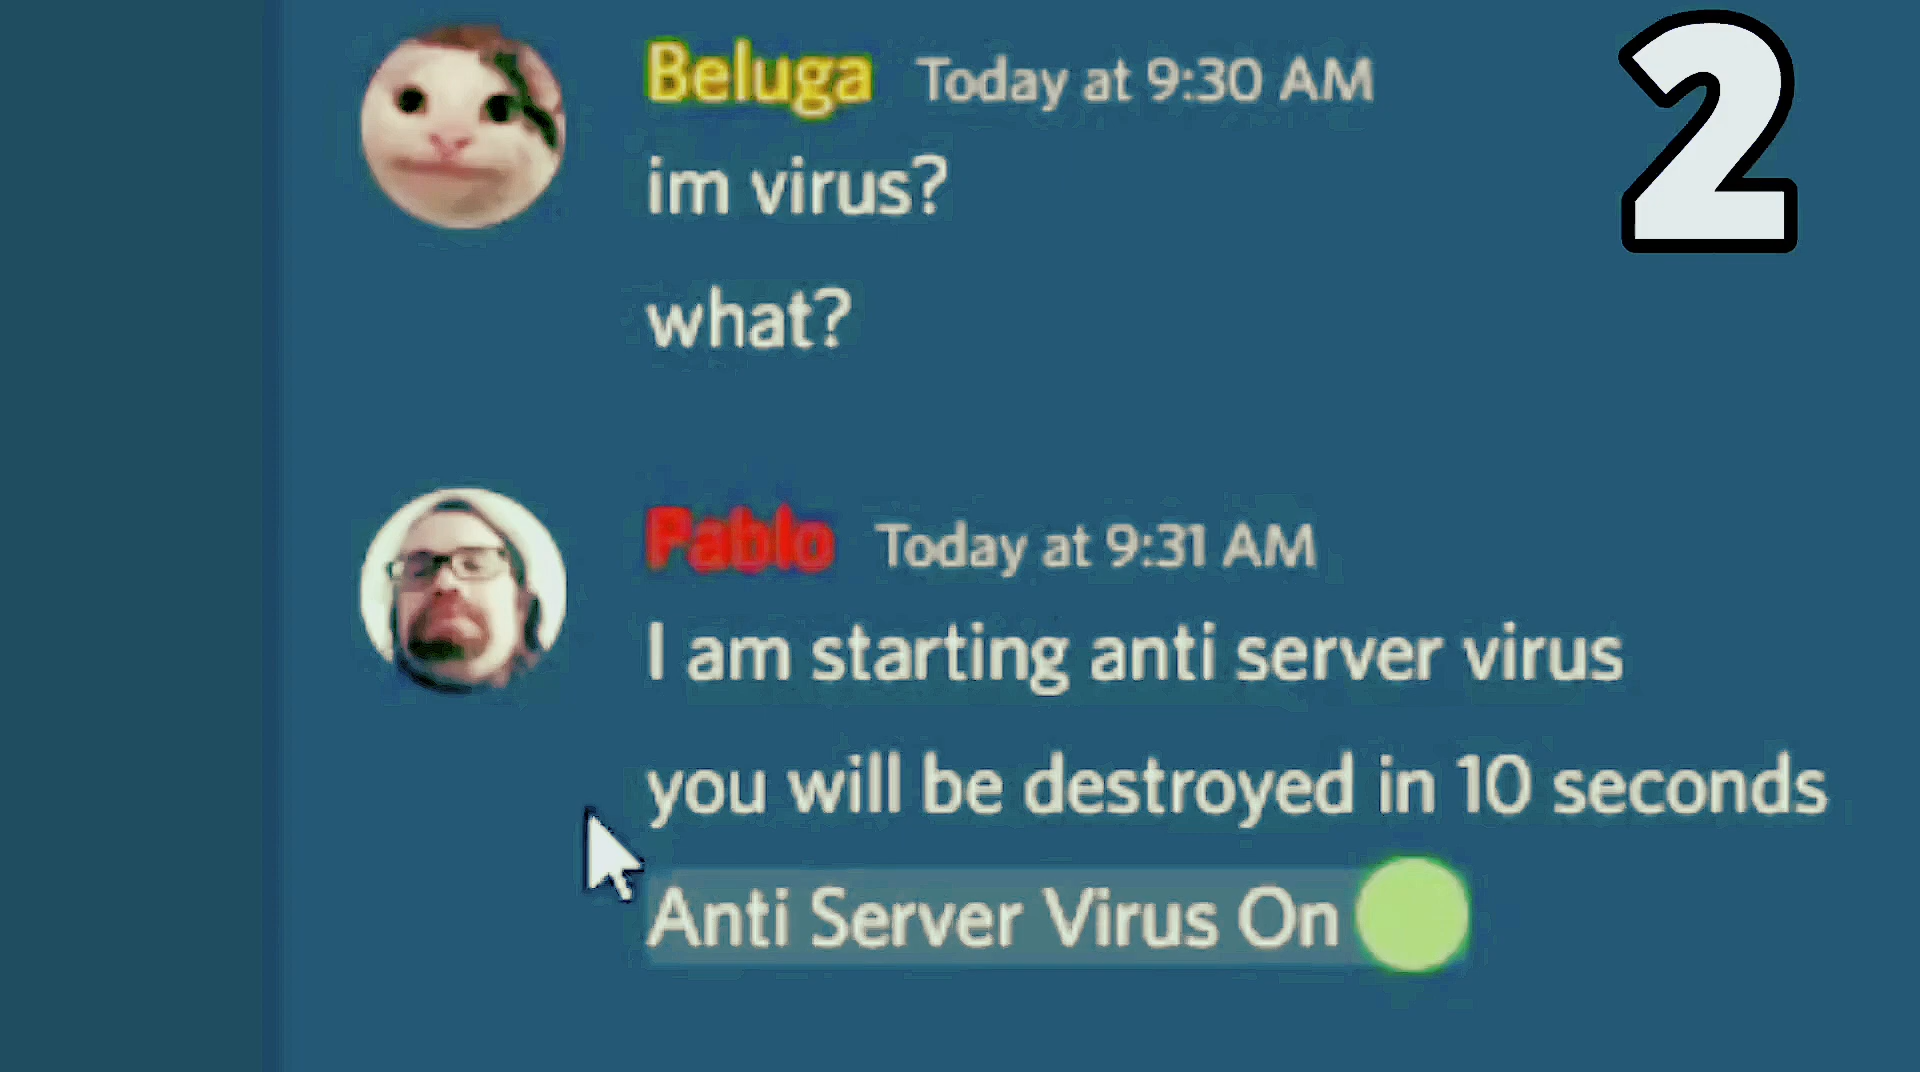 Beluga Today at 9:30 AM
2
im virus?
what?
Pablo Today at 9:31 AM
I am starting anti server virus
you will be destroyed in 10 seconds
Anti Server Virus On